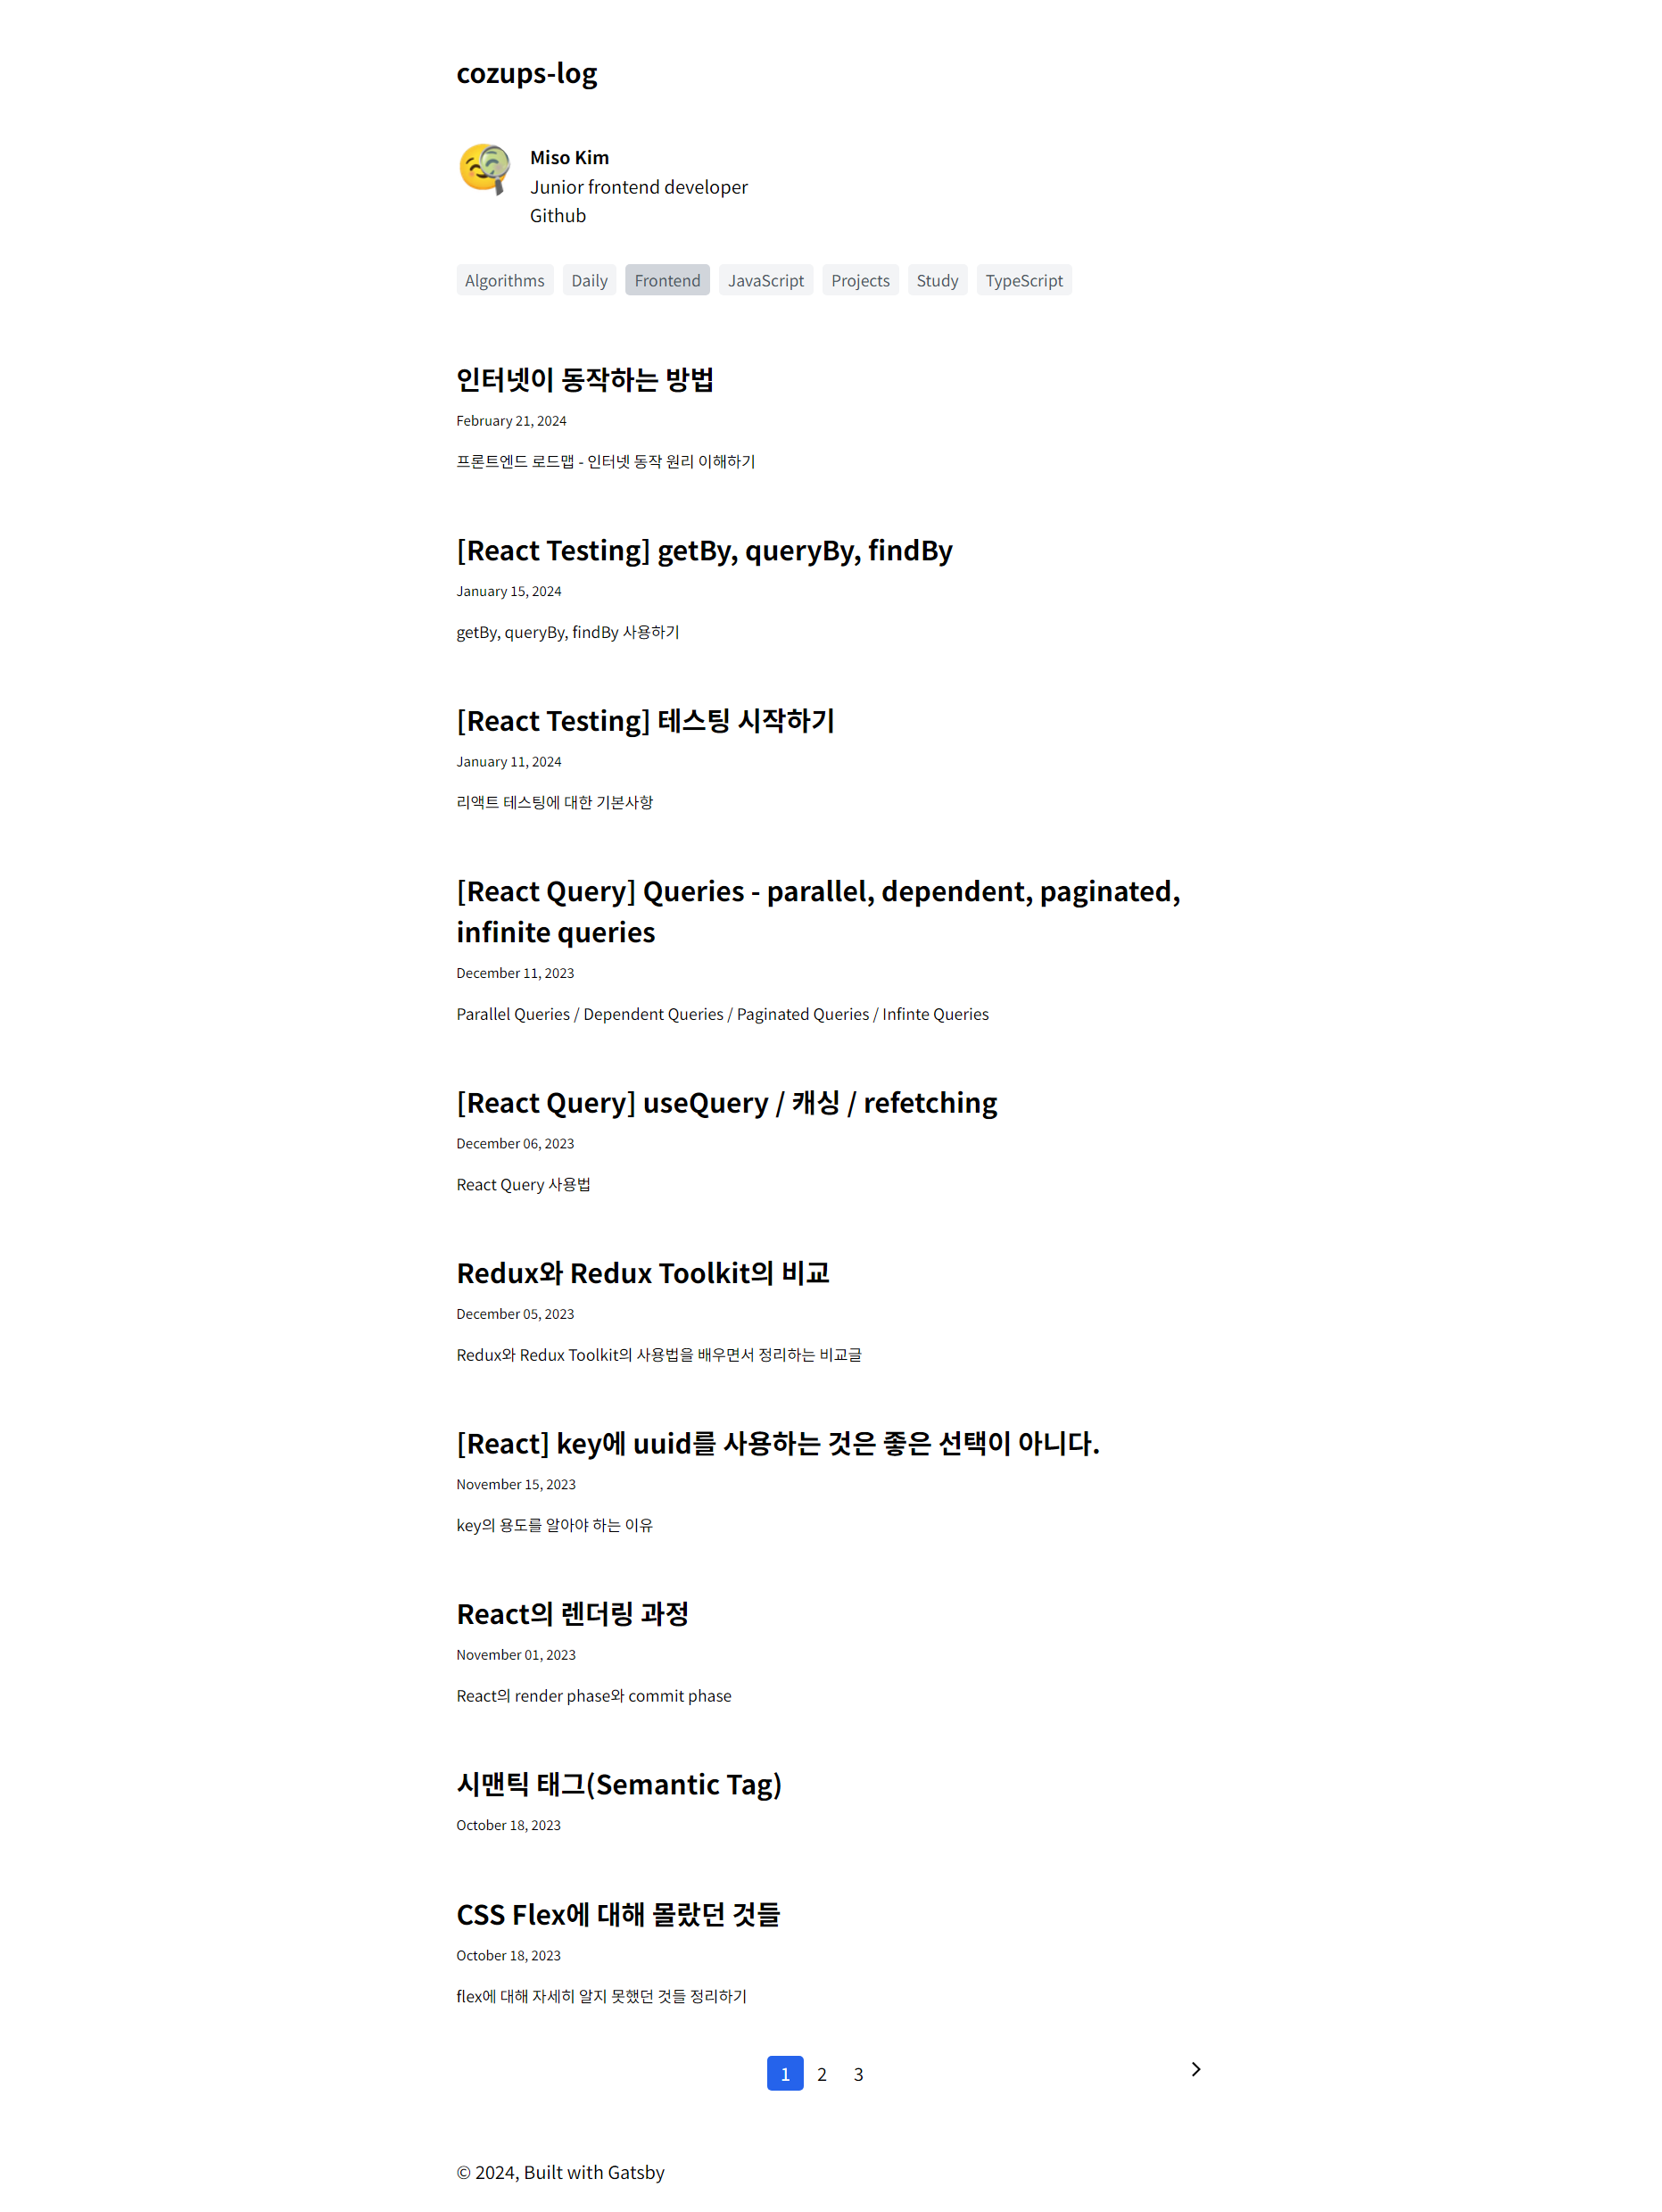 cozups-log
Miso Kim
Junior frontend developer
Github
Algorithms Daily Frontend JavaScript Projects Study TypeScript
인터넷이 동작하는 방법
February 21, 2024
프론트엔드 로드맵 - 인터넷 동작 원리 이해하기
[React Testing] getBy, queryBy, findBy
January 15, 2024
getBy, queryBy, findBy 사용하기
[React Testing] 테스팅 시작하기
January 11, 2024
리액트 테스팅에 대한 기본사항
[React Query] Queries - parallel, dependent, paginated,
infinite queries
December 11, 2023
Parallel Queries / Dependent Queries / Paginated Queries / Infinte Queries
[React Query] useQuery / 캐싱 / refetching
December 06, 2023
React Query 사용법
Redux와 Redux Toolkit의 비교
December 05, 2023
Redux와 Redux Toolkit의 사용법을 배우면서 정리하는 비교글
[React] key에 uuid를 사용하는 것은 좋은 선택이 아니다.
November 15, 2023
key의 용도를 알아야 하는 이유
React의 렌더링 과정
November 01, 2023
React의 render phase와 commit phase
시맨틱 태그(Semantic Tag)
October 18, 2023
CSS Flex에 대해 몰랐던 것들
October 18, 2023
flex에 대해 자세히 알지 못했던 것들 정리하기
1 2 3
© 2024, Built with Gatsby